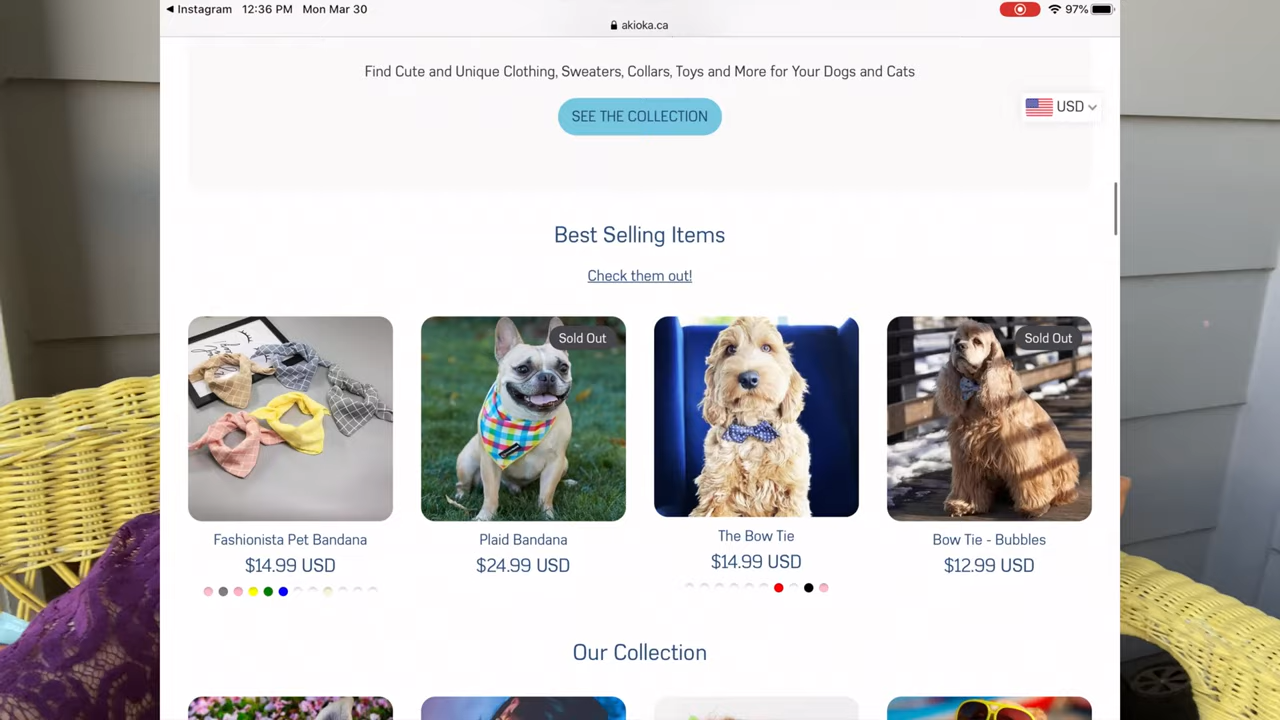 Instagram 12:36 PM Mon Mar 30 97%
akioka.ca
Find Cute and Unique Clothing, Sweaters, Collars, Toys and More for Your Dogs and Cats
SEE THE COLLECTION
USD
Best Selling Items
Check them out!
Sold Out
Sold Out
Fashionista Pet Bandana
Plaid Bandana
The Bow Tie
Bow Tie - Bubbles
$14.99 USD
$24.99 USD
$14.99 USD
$12.99 USD
Our Collection